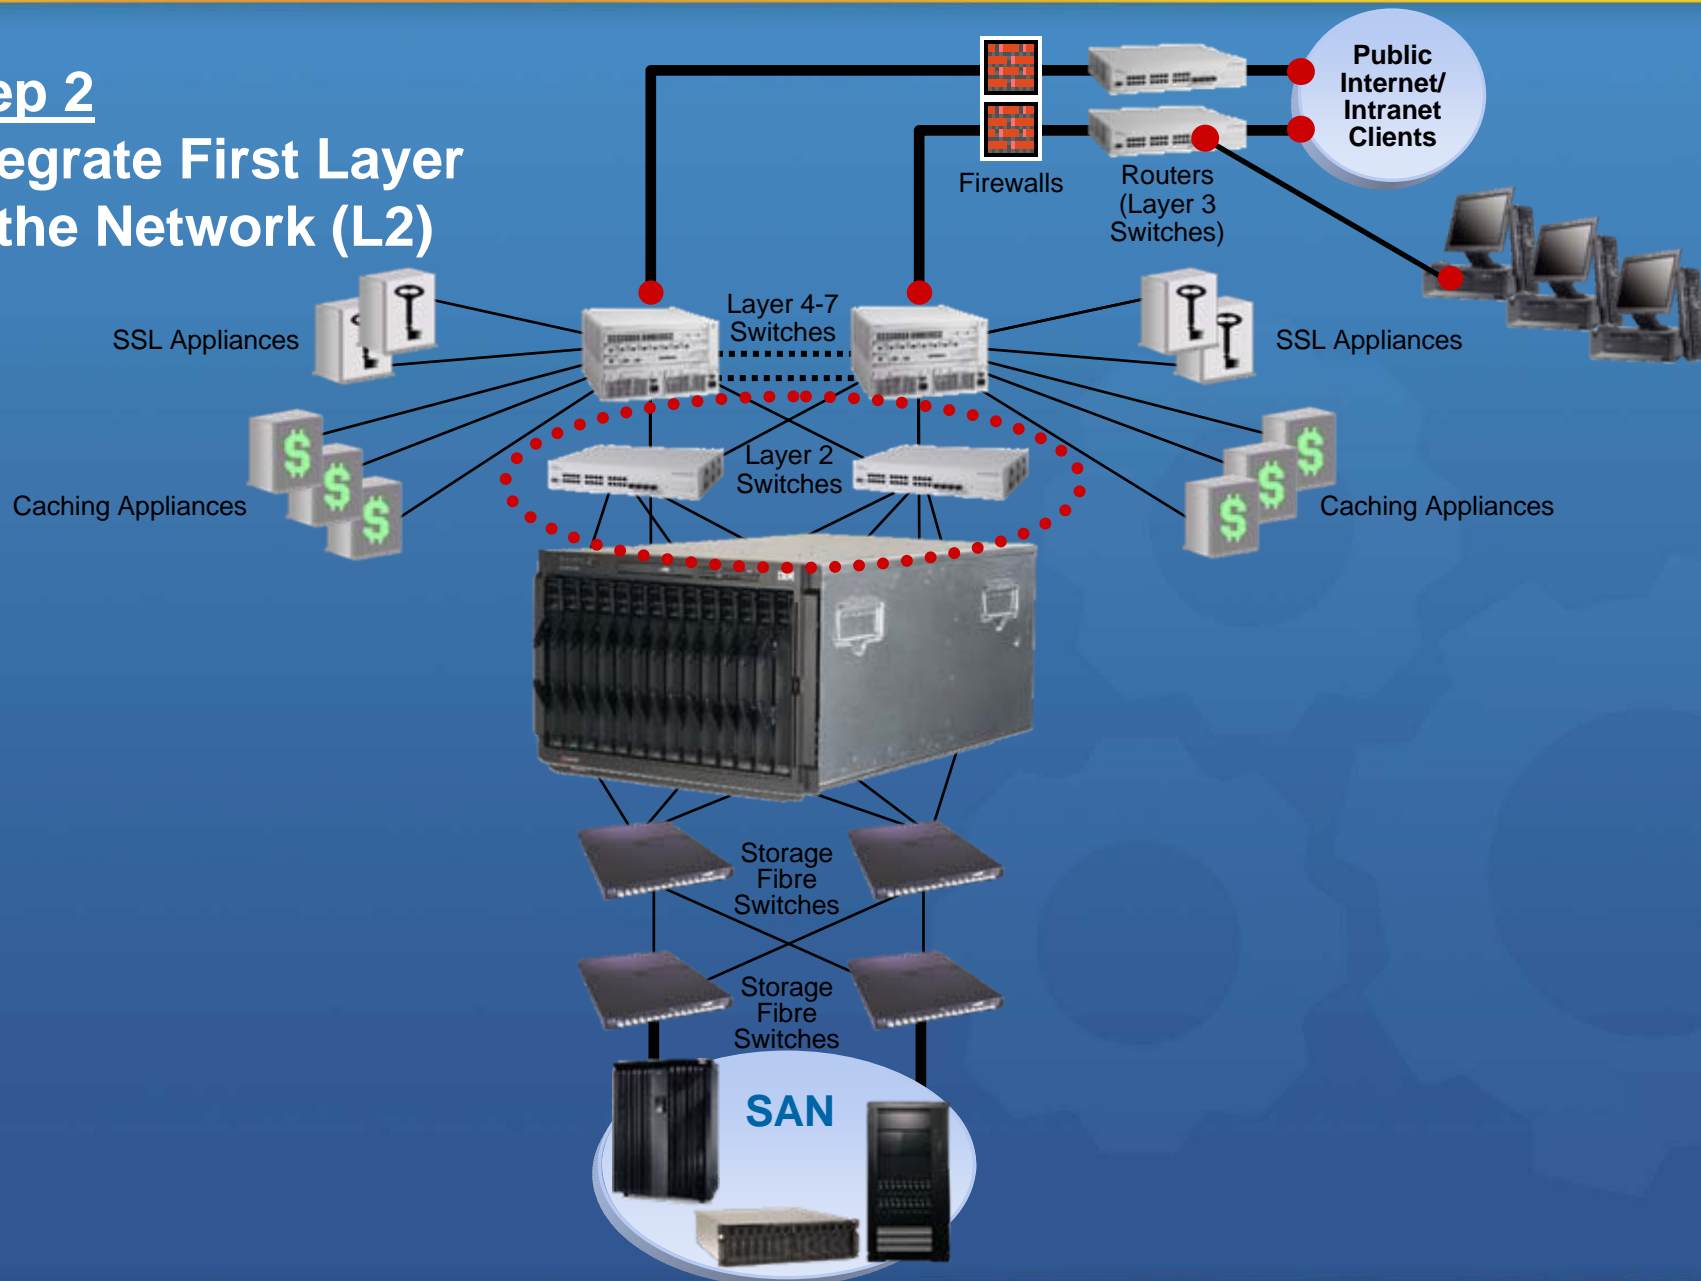 ep 2
egrate First Layer
the Network (L2)
Public
Internet/
Intranet
Clients
Firewalls
Routers
(Layer 3
Switches)
SSL Appliances
Layer 4-7
Switches
SSL Appliances
Layer 2
Switches
Caching Appliances
Caching Appliances
Storage
Fibre
Switches
Storage
Fibre
Switches
SAN